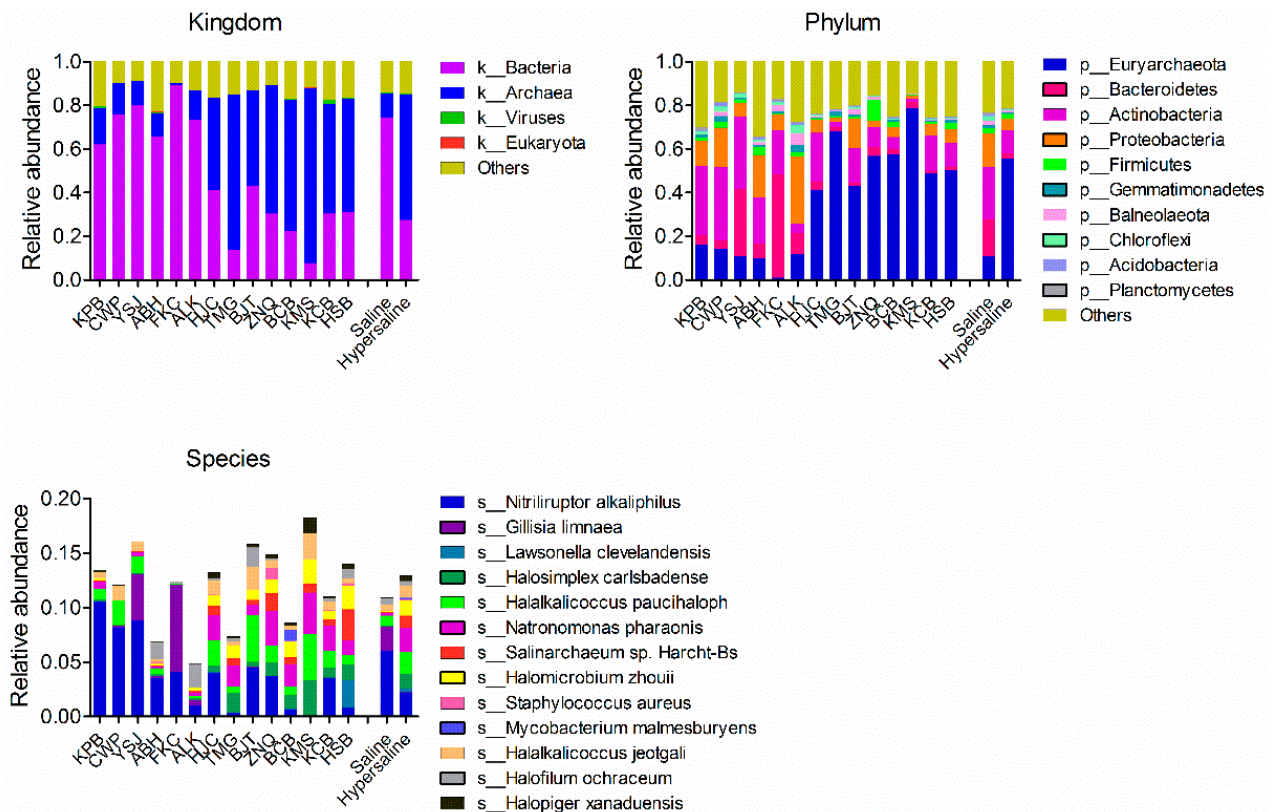 Kingdom
Relative abundance
1.0
0.8
0.6
0.4
0.2
0.0
KPB
CWP
YSJ
ABH
FKC
ALK
HJC
TMG
BJT
ZNQ
BCB
KMS
KCB
HSB
Saline
Hypersaline
k__Bacteria
k__Archaea
k__Viruses
k__Eukaryota
Others
Phylum
Relative abundance
1.0
0.8
0.6
0.4
0.2
0.0
KPB
CWP
YSJ
ABH
FKC
ALK
HJC
TMG
BJT
ZNQ
BCB
KMS
KCB
HSB
Saline
Hypersaline
p__Euryarchaeota
p__Bacteroidetes
p__Actinobacteria
p__Proteobacteria
p__Firmicutes
p__Gemmatimonadetes
p__Balneolaeota
p__Chloroflexi
p__Acidobacteria
p__Planctomycetes
Others
Species
Relative abundance
0.20
0.15
0.10
0.05
0.00
KPB
CWP
YSJ
ABH
FKC
ALK
HJC
TMG
BJT
ZNQ
BCB
KMS
KCB
HSB
Saline
Hypersaline
s__Nitriliruptor alkaliphilus
s__Gillisia limnaea
s__Lawsonella clevelandensis
s__Halosimplex carlsbadense
s__Halalkalicoccus paucihaloph
s__Natronomonas pharaonis
s__Salinarchaeum sp. Harcht-Bs
s__Halomicrobium zhouii
s__Staphylococcus aureus
s__Mycobacterium malmesburyens
s__Halalkalicoccus jeotgali
s__Halofilum ochraceum
s__Halopiger xanaduensis